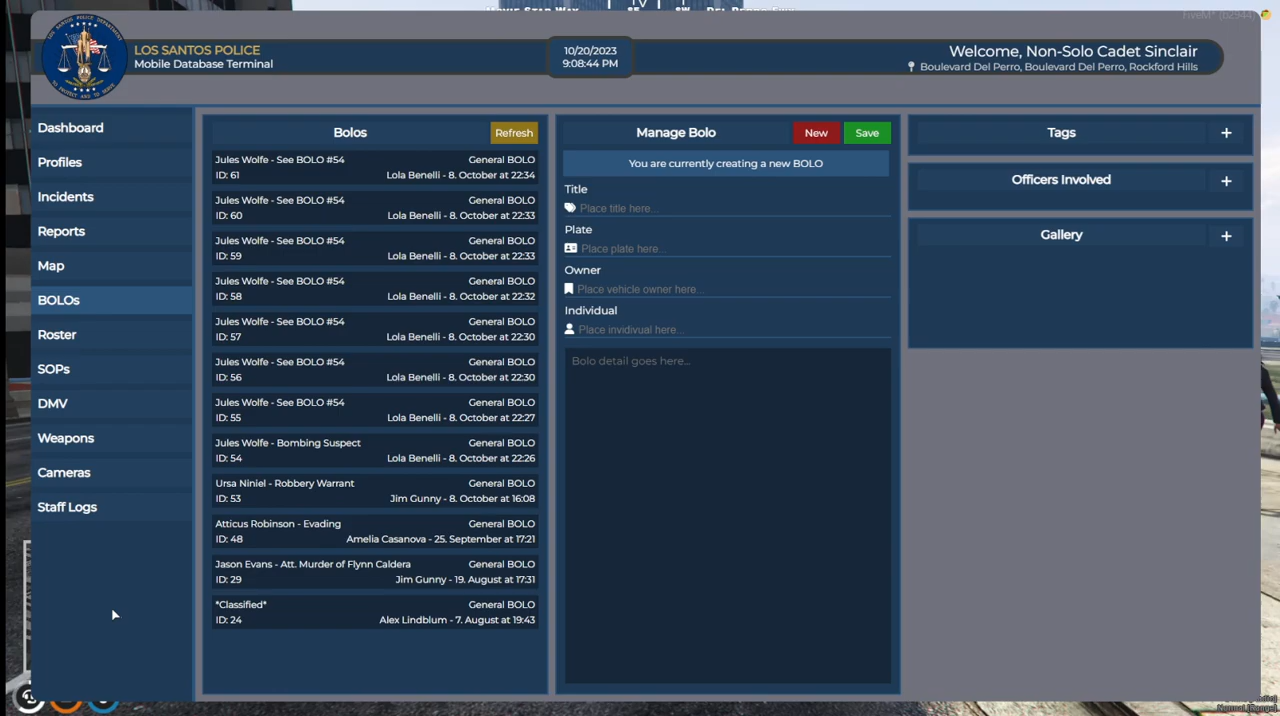 FiveM® (b2944)
LOS SANTOS POLICE
Mobile Database Terminal
10/20/2023
9:08:44 PM
Welcome, Non-Solo Cadet Sinclair
Boulevard Del Perro, Boulevard Del Perro, Rockford Hills
Dashboard
Profiles
Incidents
Reports
Map
BOLOs
Roster
SOPs
DMV
Weapons
Cameras
Staff Logs
Bolos
Refresh
Jules Wolfe - See BOLO #54 General BOLO
ID: 61 Lola Benelli - 8. October at 22:34
Jules Wolfe - See BOLO #54 General BOLO
ID: 60 Lola Benelli - 8. October at 22:33
Jules Wolfe - See BOLO #54 General BOLO
ID: 59 Lola Benelli - 8. October at 22:33
Jules Wolfe - See BOLO #54 General BOLO
ID: 58 Lola Benelli - 8. October at 22:32
Jules Wolfe - See BOLO #54 General BOLO
ID: 57 Lola Benelli - 8. October at 22:30
Jules Wolfe - See BOLO #54 General BOLO
ID: 56 Lola Benelli - 8. October at 22:30
Jules Wolfe - See BOLO #54 General BOLO
ID: 55 Lola Benelli - 8. October at 22:27
Jules Wolfe - Bombing Suspect General BOLO
ID: 54 Lola Benelli - 8. October at 22:26
Ursa Niniel - Robbery Warrant General BOLO
ID: 53 Jim Gunny - 8. October at 16:08
Atticus Robinson - Evading General BOLO
ID: 48 Amelia Casanova - 25. September at 17:21
Jason Evans - Att. Murder of Flynn Caldera General BOLO
ID: 29 Jim Gunny - 19. August at 17:31
*Classified* General BOLO
ID: 24 Alex Lindblum - 7. August at 19:43
Manage Bolo
New
Save
You are currently creating a new BOLO
Title
Place title here...
Plate
Place plate here...
Owner
Place vehicle owner here...
Individual
Place invidivual here...
Bolo detail goes here...
Tags +
Officers Involved +
Gallery +